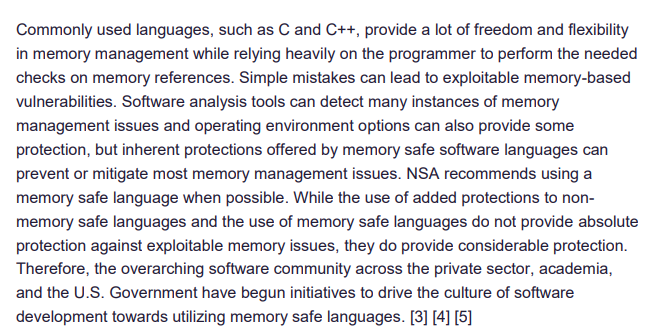 Commonly used languages, such as C and C++, provide a lot of freedom and flexibility
in memory management while relying heavily on the programmer to perform the needed
checks on memory references. Simple mistakes can lead to exploitable memory-based
vulnerabilities. Software analysis tools can detect many instances of memory
management issues and operating environment options can also provide some
protection, but inherent protections offered by memory safe software languages can
prevent or mitigate most memory management issues. NSA recommends using a
memory safe language when possible. While the use of added protections to non-
memory safe languages and the use of memory safe languages do not provide absolute
protection against exploitable memory issues, they do provide considerable protection.
Therefore, the overarching software community across the private sector, academia,
and the U.S. Government have begun initiatives to drive the culture of software
development towards utilizing memory safe languages. [3] [4] [5]